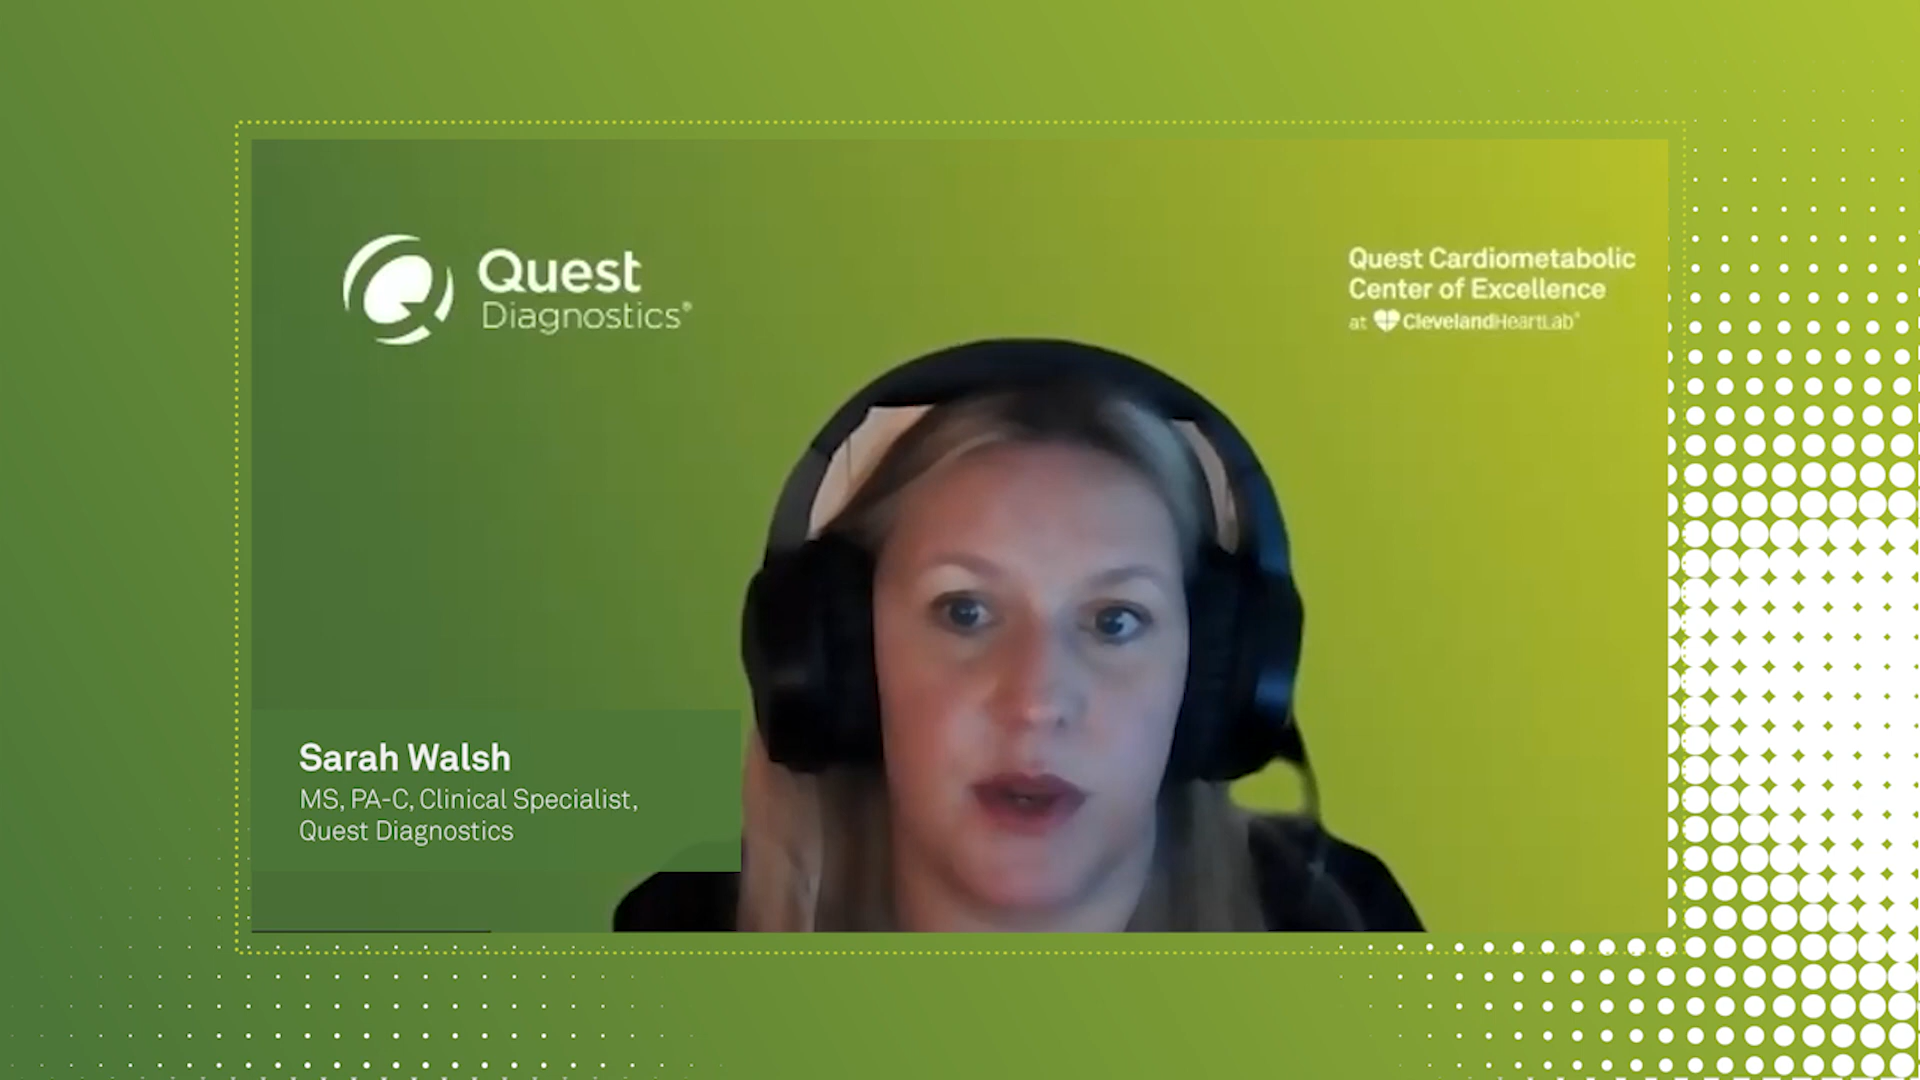 Quest
Diagnostics®
Quest Cardiometabolic
Center of Excellence
at ClevelandHeartLab®
Sarah Walsh
MS, PA-C, Clinical Specialist,
Quest Diagnostics